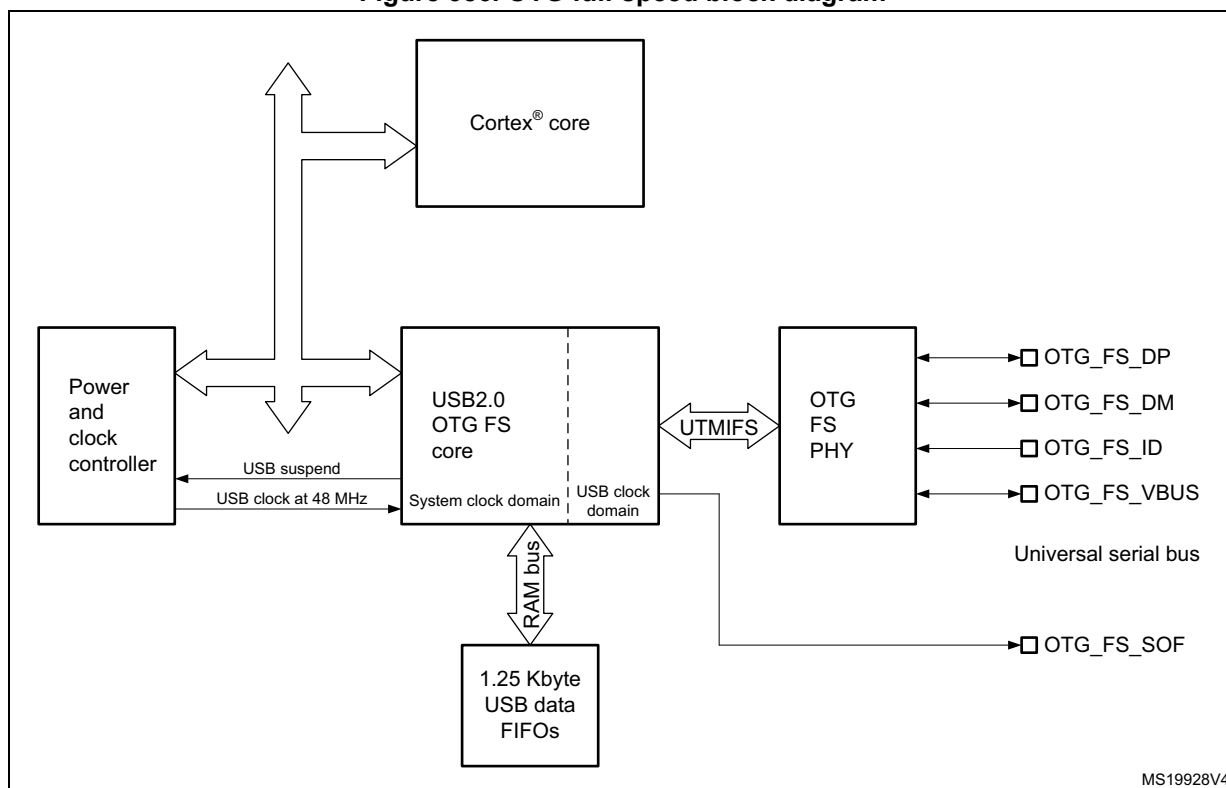 Cortex® core
Power
and
clock
controller
USB2.0
OTG FS
core
System clock domain
USB clock
domain
USB suspend
USB clock at 48 MHz
UTMIFS
OTG
FS
PHY
OTG_FS_DP
OTG_FS_DM
OTG_FS_ID
OTG_FS_VBUS
Universal serial bus
OTG_FS_SOF
RAM bus
1.25 Kbyte
USB data
FIFOs
MS19928V4